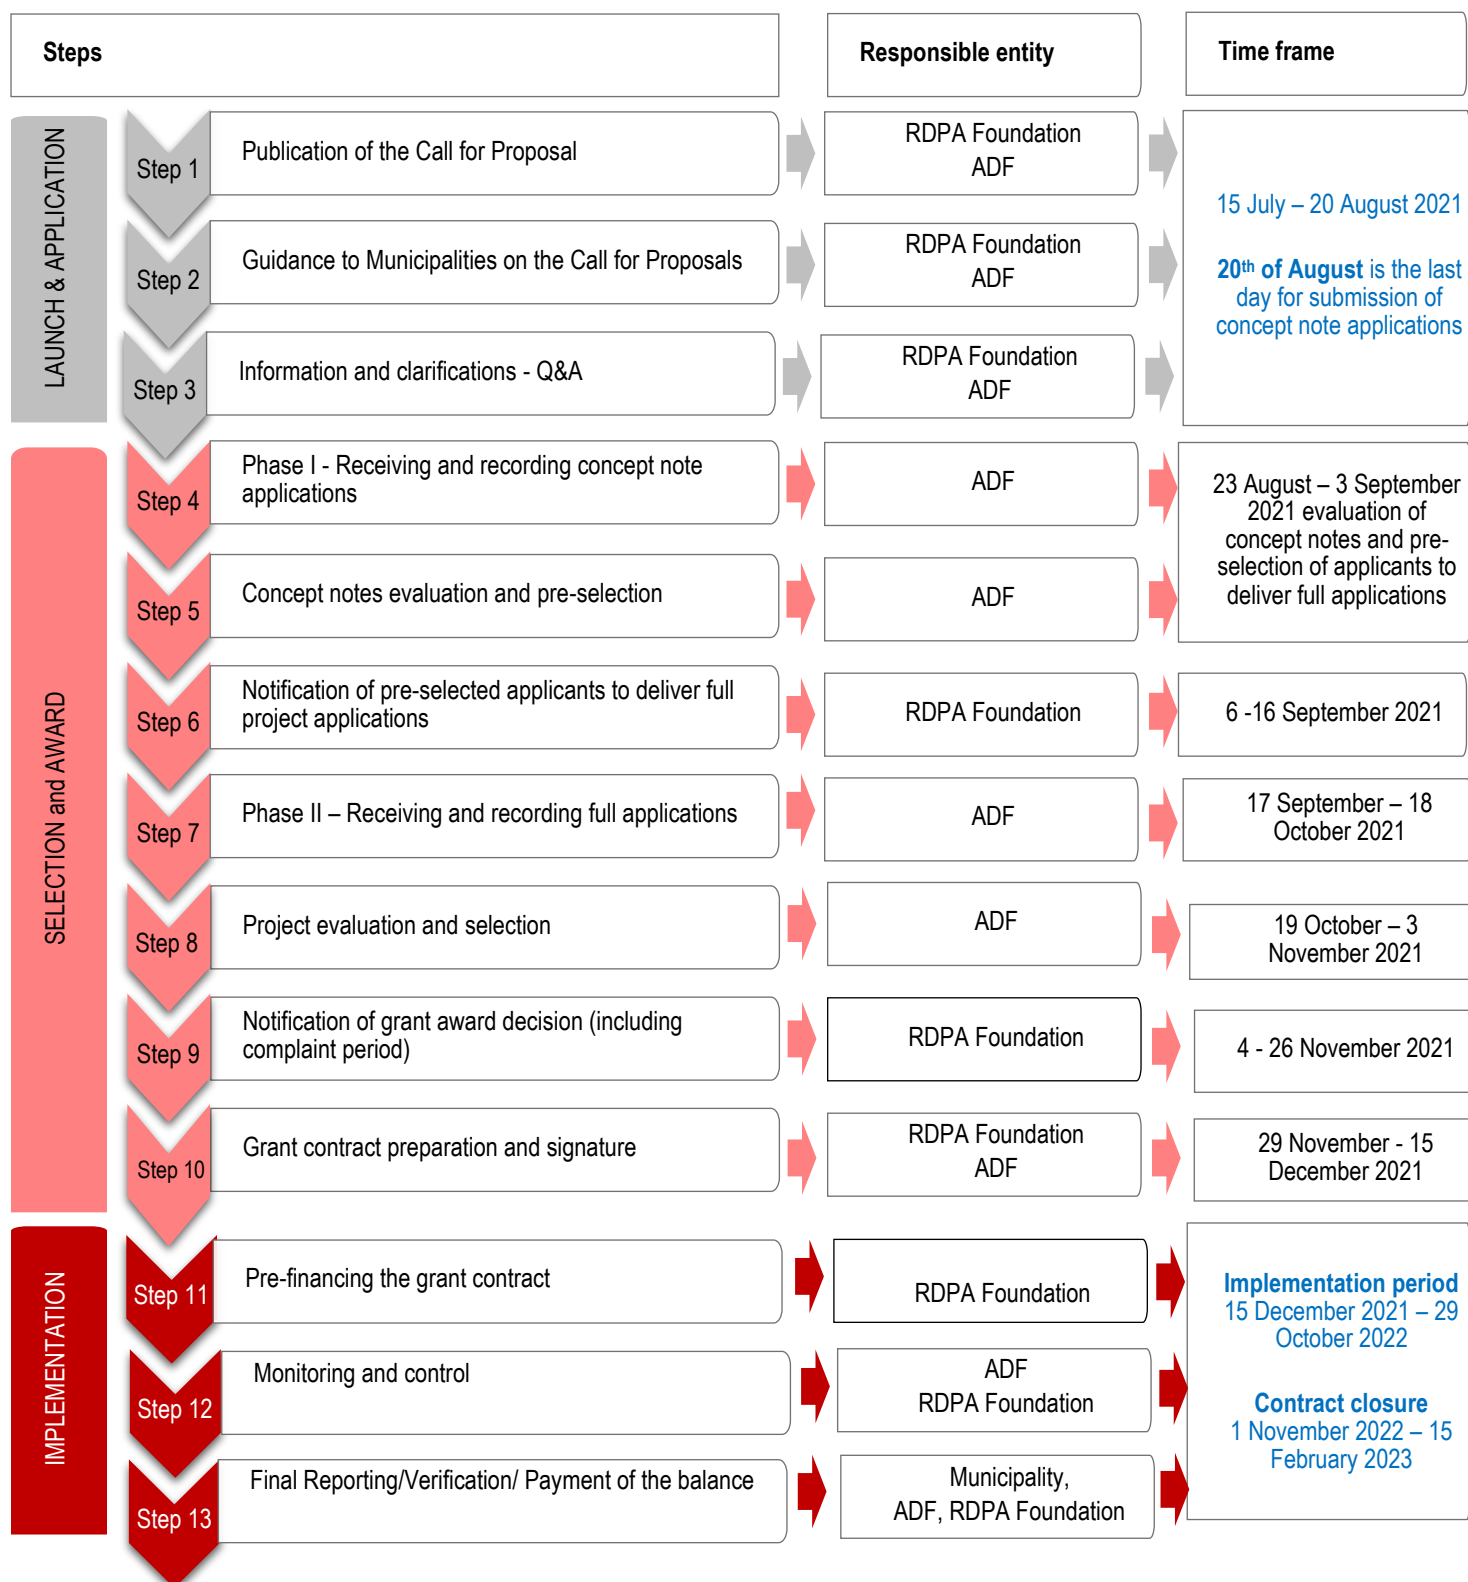 Steps
Responsible entity
Time frame
LAUNCH & APPLICATION
Step 1
Publication of the Call for Proposal
RDPA Foundation
ADF
Step 2
Guidance to Municipalities on the Call for Proposals
RDPA Foundation
ADF
Step 3
Information and clarifications - Q&A
RDPA Foundation
ADF
15 July – 20 August 2021
20th of August is the last
day for submission of
concept note applications
SELECTION and AWARD
Step 4
Phase I - Receiving and recording concept note
applications
ADF
Step 5
Concept notes evaluation and pre-selection
ADF
23 August – 3 September
2021 evaluation of
concept notes and pre-
selection of applicants to
deliver full applications
Step 6
Notification of pre-selected applicants to deliver full
project applications
RDPA Foundation
6 -16 September 2021
Step 7
Phase II – Receiving and recording full applications
ADF
17 September – 18
October 2021
Step 8
Project evaluation and selection
ADF
19 October – 3
November 2021
Step 9
Notification of grant award decision (including
complaint period)
RDPA Foundation
4 - 26 November 2021
Step 10
Grant contract preparation and signature
RDPA Foundation
ADF
29 November - 15
December 2021
IMPLEMENTATION
Step 11
Pre-financing the grant contract
RDPA Foundation
Step 12
Monitoring and control
ADF
RDPA Foundation
Step 13
Final Reporting/Verification/ Payment of the balance
Municipality,
ADF, RDPA Foundation
Implementation period
15 December 2021 – 29
October 2022
Contract closure
1 November 2022 – 15
February 2023